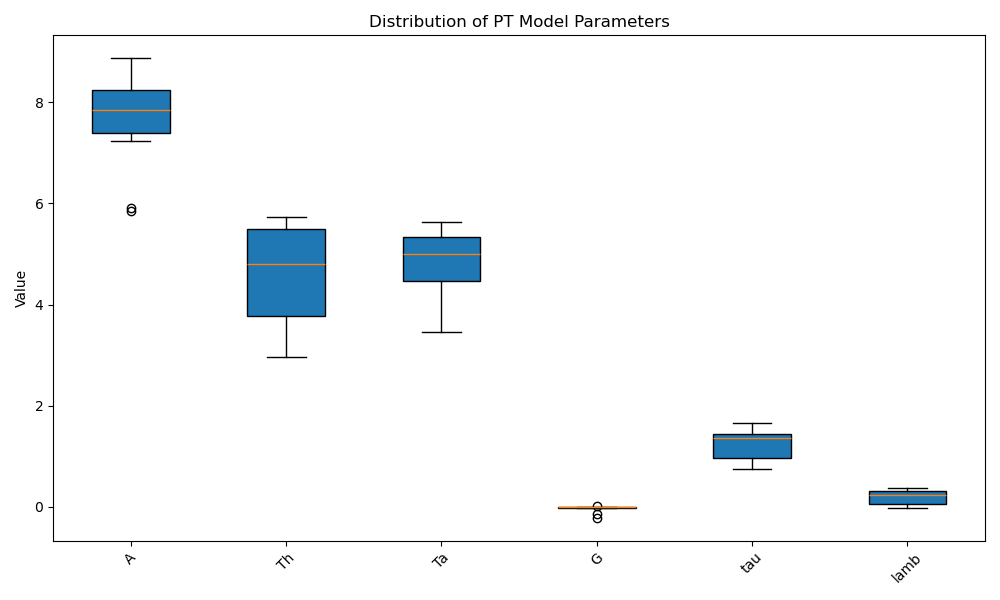 Distribution of PT Model Parameters
Value
8
6
4
2
0
A
Th
Ta
G
tau
lamb